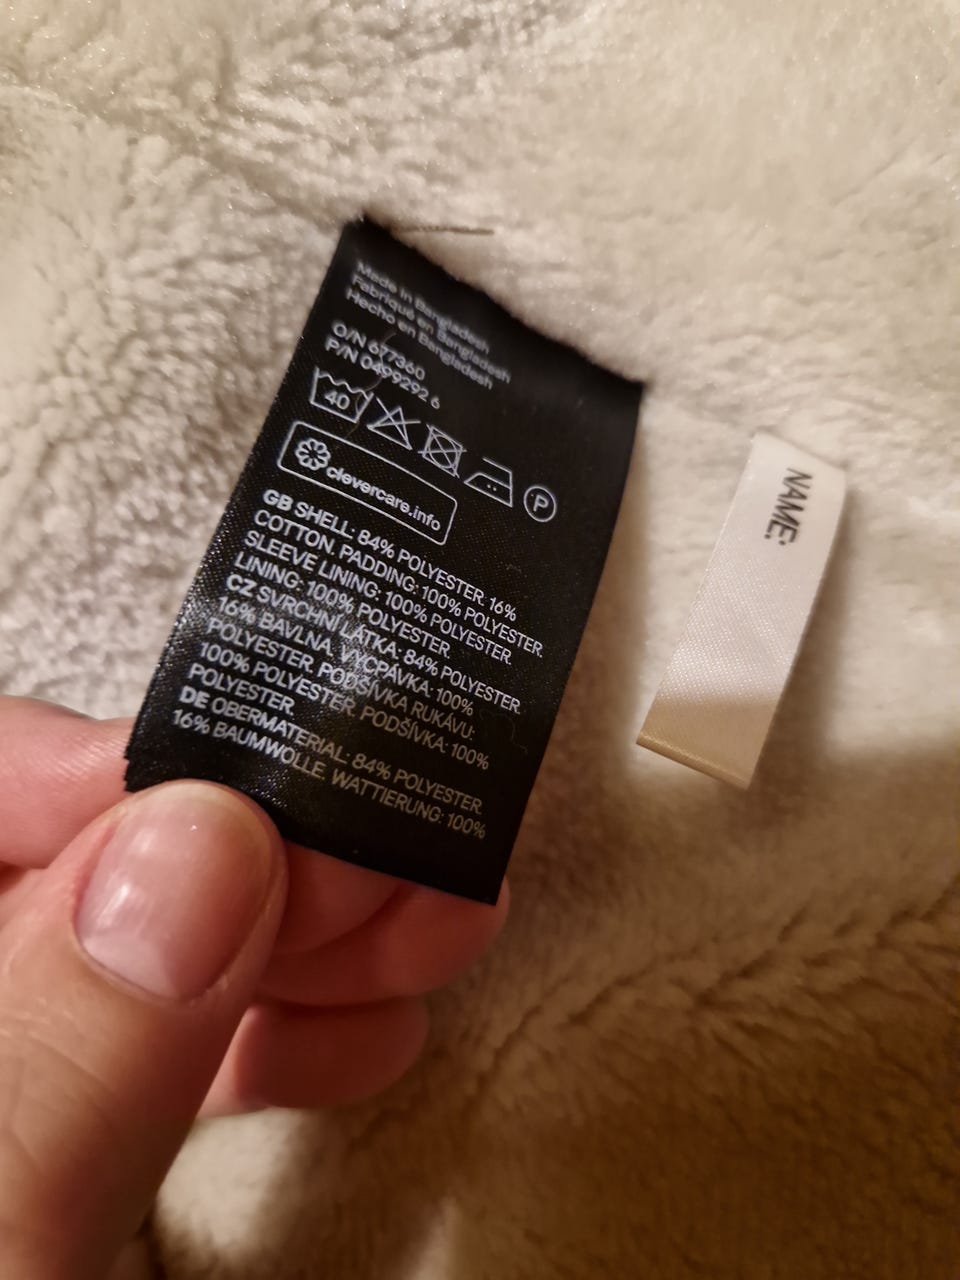 Made in Bangladesh
Fabriqué en Bangladesh
Hecho en Bangladesh
O/N 677360
P/N 0499292 6
40
P
clevercare.info
GB SHELL: 84% POLYESTER. 16%
COTTON. PADDING: 100% POLYESTER.
SLEEVE LINING: 100% POLYESTER.
LINING: 100% POLYESTER.
CZ SVRCHNÍ LÁTKA: 84% POLYESTER.
16% BAVLNA. VÝCPÁVKA: 100%
POLYESTER. PODŠÍVKA RUKÁVU:
100% POLYESTER. PODŠÍVKA: 100%
POLYESTER.
DE OBERMATERIAL: 84% POLYESTER.
16% BAUMWOLLE. WATTIERUNG: 100%
NAME: